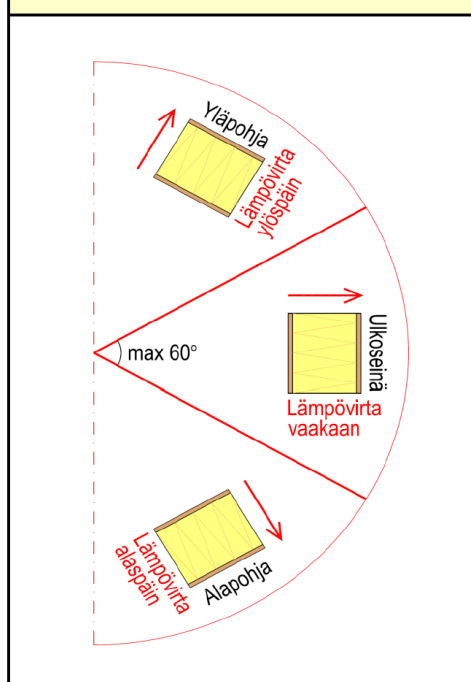 Yläpohja
Lämpövirta
ylöspäin
max 60°
Ulkoseinä
Lämpövirta
vaakaan
Lämpövirta
alaspäin
Alapohja